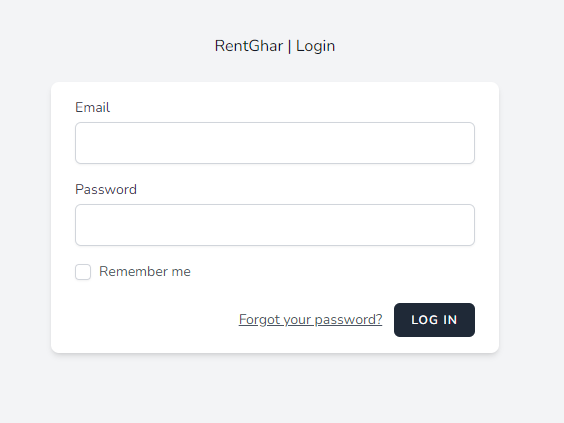 RentGhar | Login
Email
Password
Remember me
Forgot your password? LOG IN